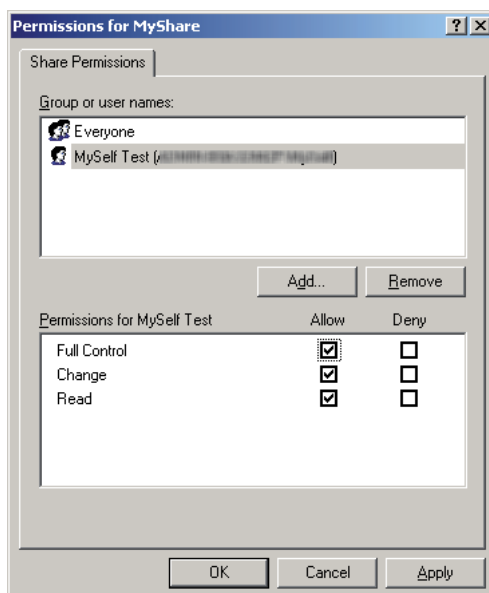 Permissions for MyShare
Share Permissions
Group or user names:
Everyone
MySelf Test (
Add... Remove
Permissions for MySelf Test Allow Deny
Full Control
Change
Read
OK Cancel Apply